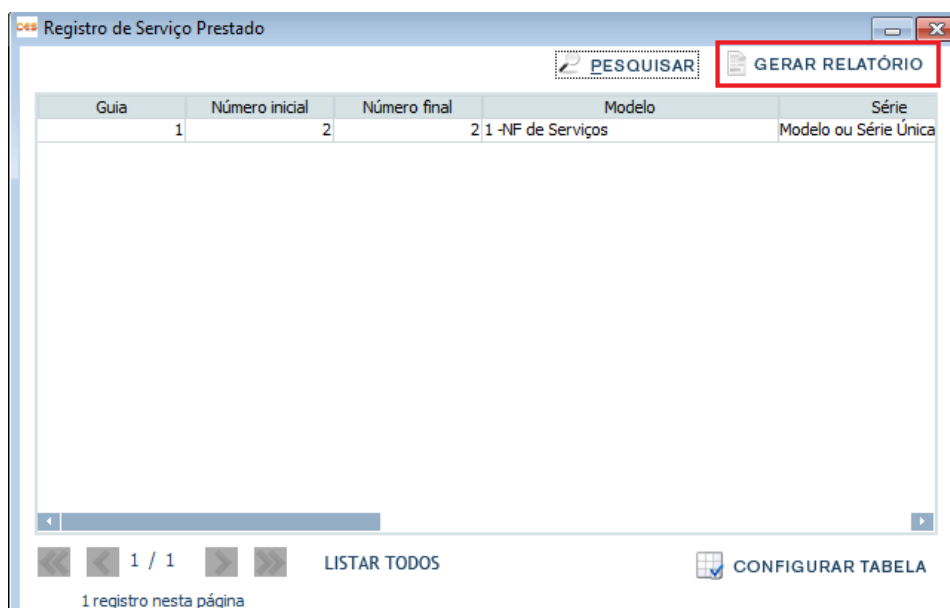 ces Registro de Serviço Prestado
PESQUISAR GERAR RELATÓRIO
Guia Número inicial Número final Modelo Série
1 2 2 1 -NF de Serviços Modelo ou Série Única
1 / 1 LISTAR TODOS CONFIGURAR TABELA
1 registro nesta página